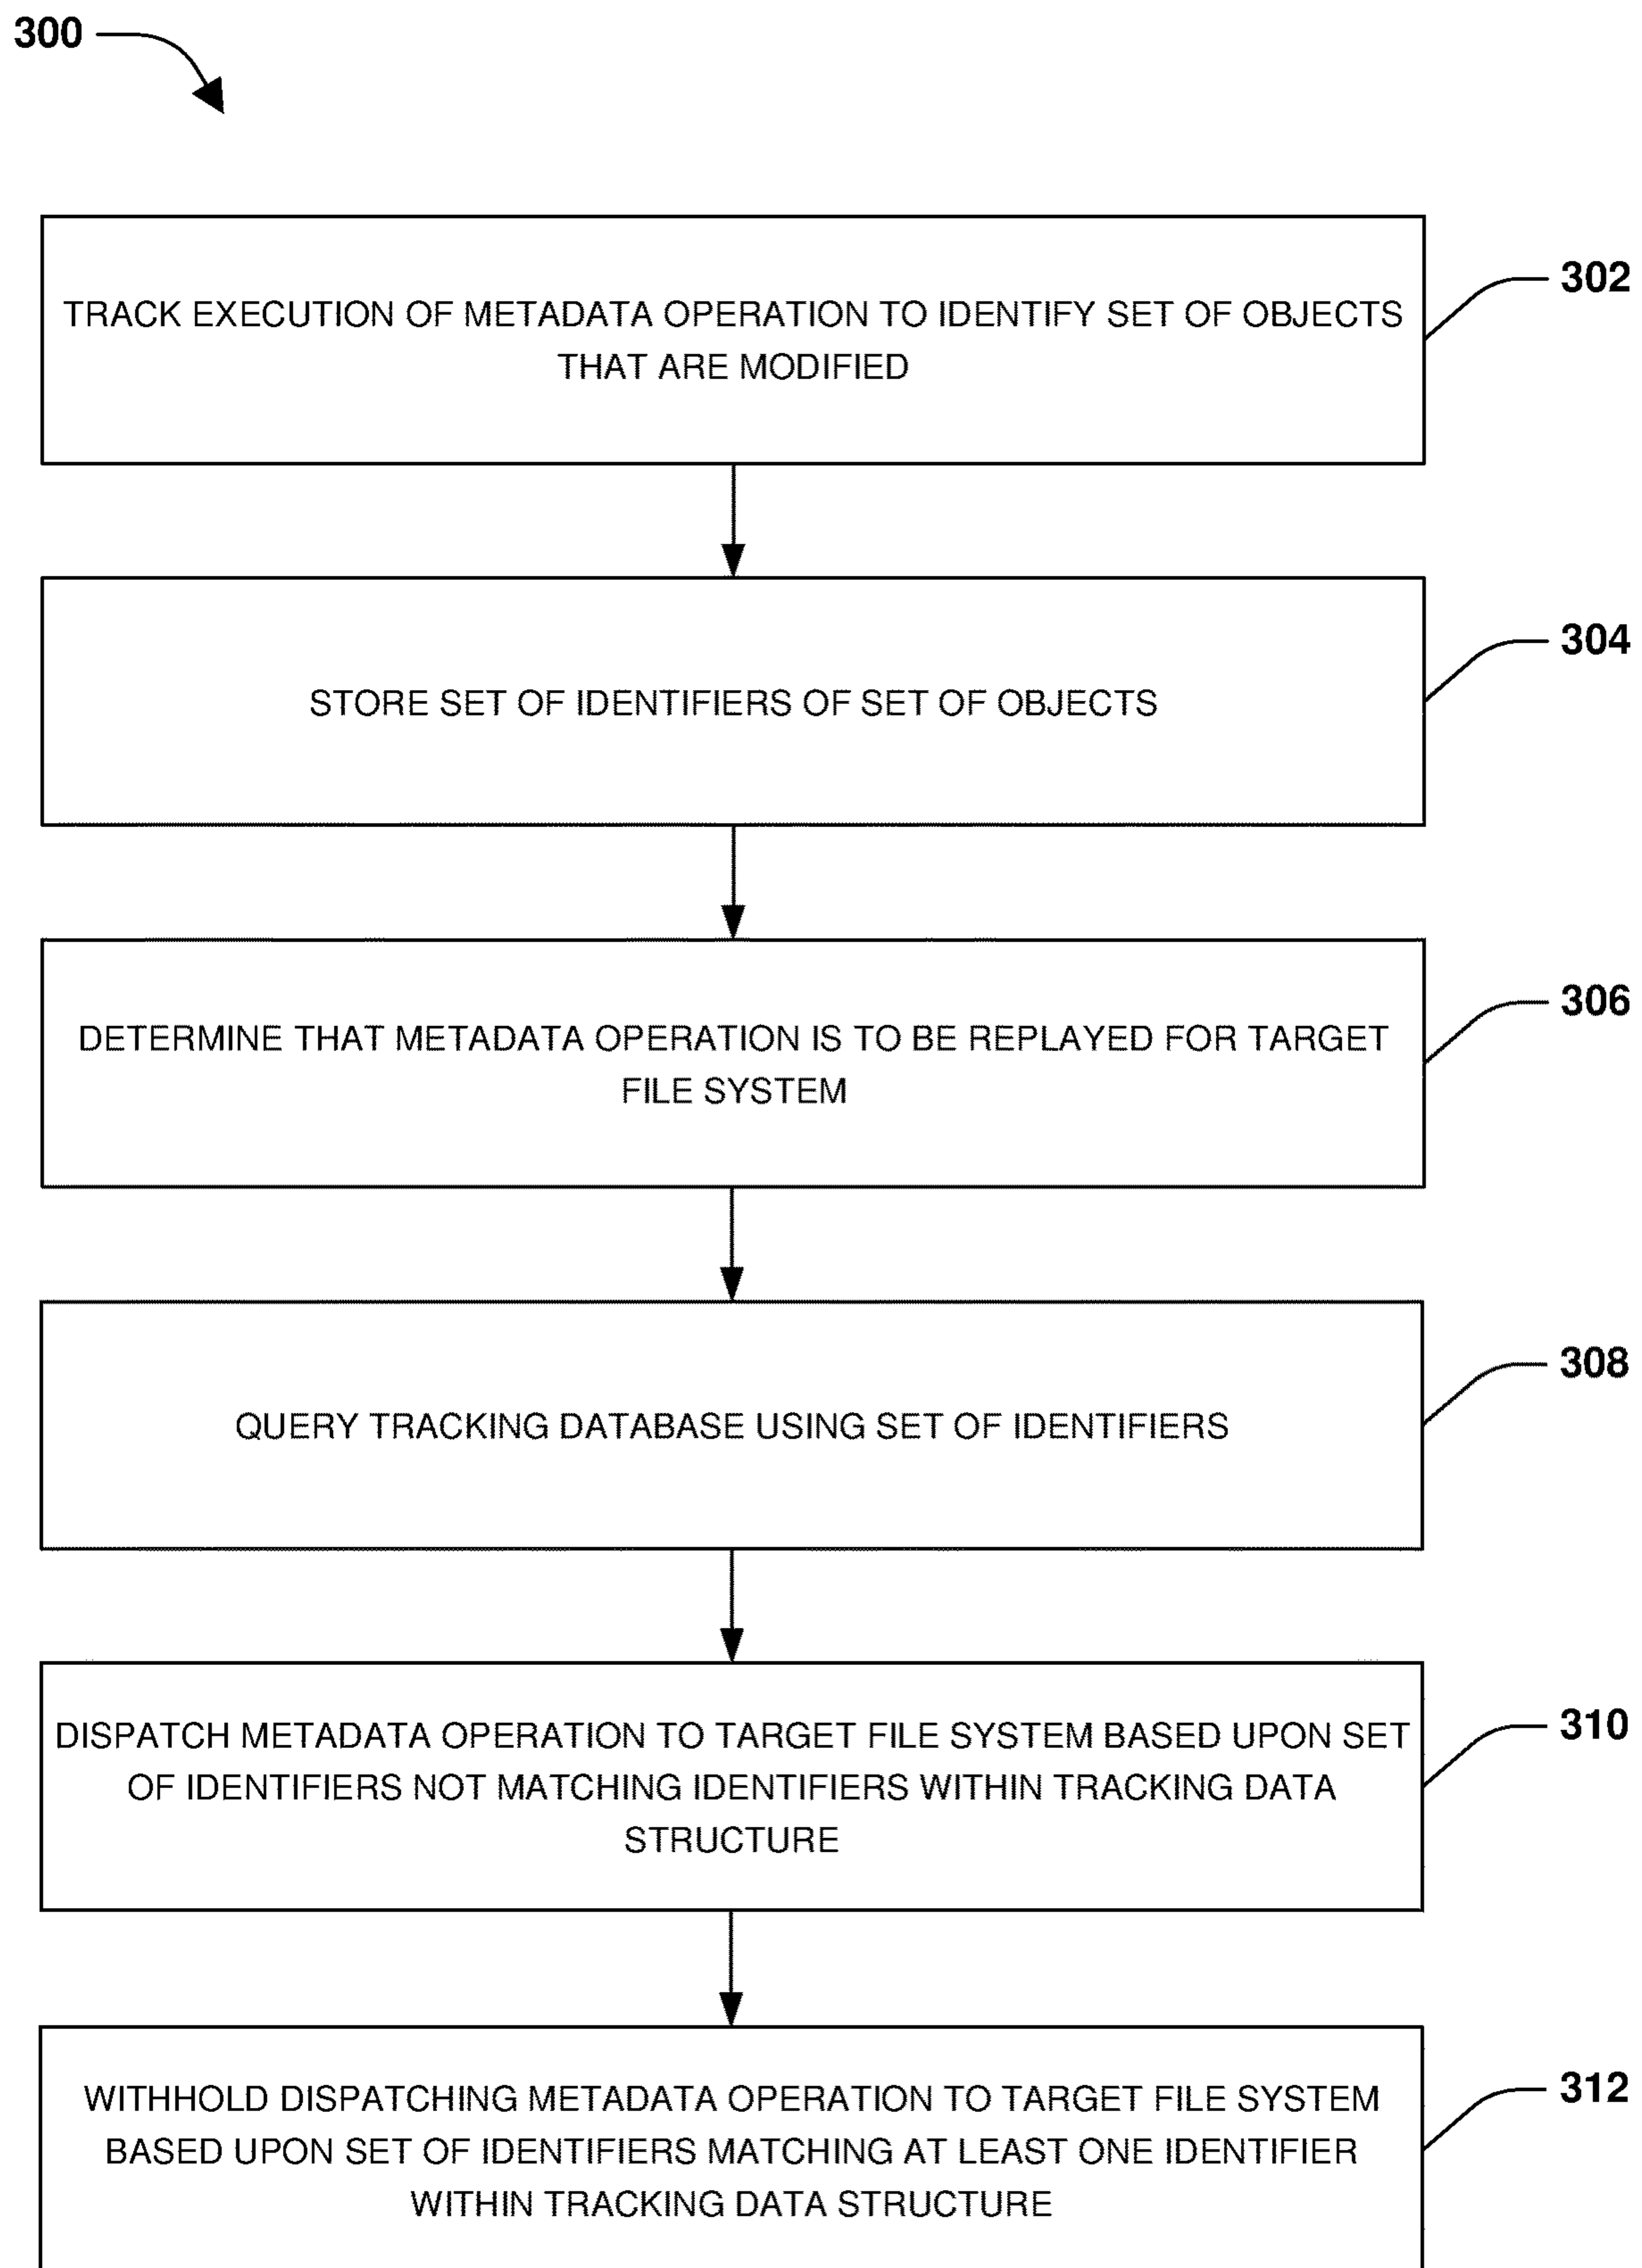 300
TRACK EXECUTION OF METADATA OPERATION TO IDENTIFY SET OF OBJECTS
THAT ARE MODIFIED
302
STORE SET OF IDENTIFIERS OF SET OF OBJECTS
304
DETERMINE THAT METADATA OPERATION IS TO BE REPLAYED FOR TARGET
FILE SYSTEM
306
QUERY TRACKING DATABASE USING SET OF IDENTIFIERS
308
DISPATCH METADATA OPERATION TO TARGET FILE SYSTEM BASED UPON SET
OF IDENTIFIERS NOT MATCHING IDENTIFIERS WITHIN TRACKING DATA
STRUCTURE
310
WITHHOLD DISPATCHING METADATA OPERATION TO TARGET FILE SYSTEM
BASED UPON SET OF IDENTIFIERS MATCHING AT LEAST ONE IDENTIFIER
WITHIN TRACKING DATA STRUCTURE
312